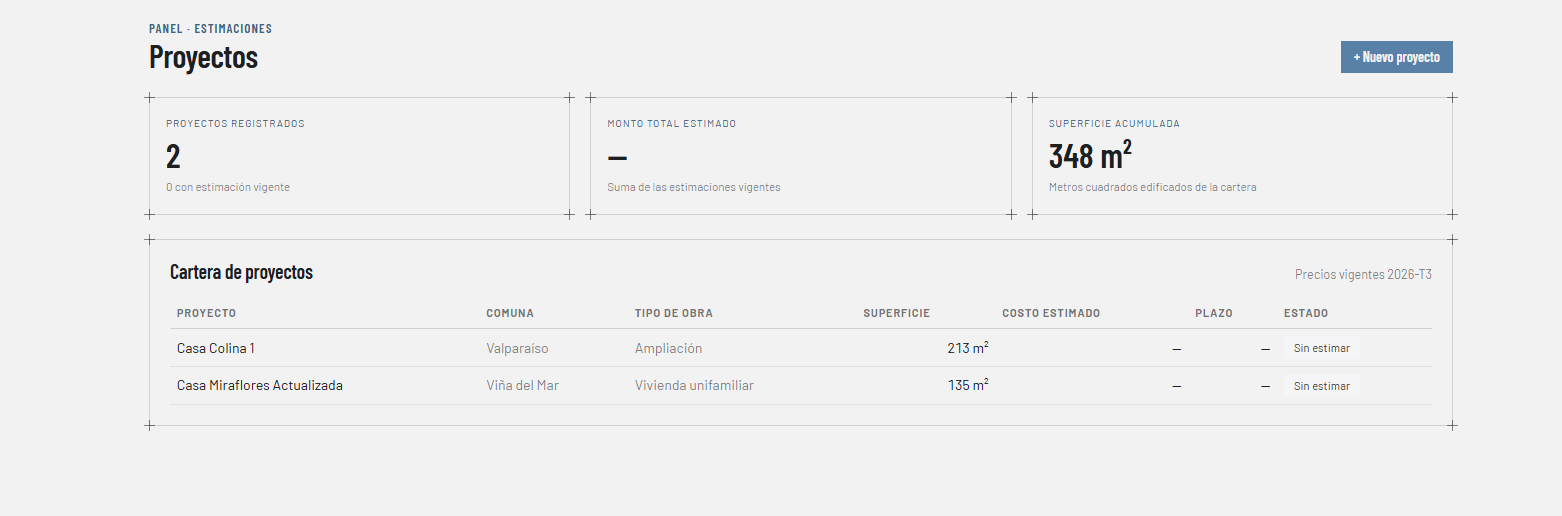 PANEL · ESTIMACIONES
Proyectos
+ Nuevo proyecto
PROYECTOS REGISTRADOS
2
0 con estimación vigente
MONTO TOTAL ESTIMADO
—
Suma de las estimaciones vigentes
SUPERFICIE ACUMULADA
348 m²
Metros cuadrados edificados de la cartera
Cartera de proyectos
Precios vigentes 2026-T3
PROYECTO COMUNA TIPO DE OBRA SUPERFICIE COSTO ESTIMADO PLAZO ESTADO
Casa Colina 1 Valparaíso Ampliación 213 m² — — Sin estimar
Casa Miraflores Actualizada Viña del Mar Vivienda unifamiliar 135 m² — — Sin estimar